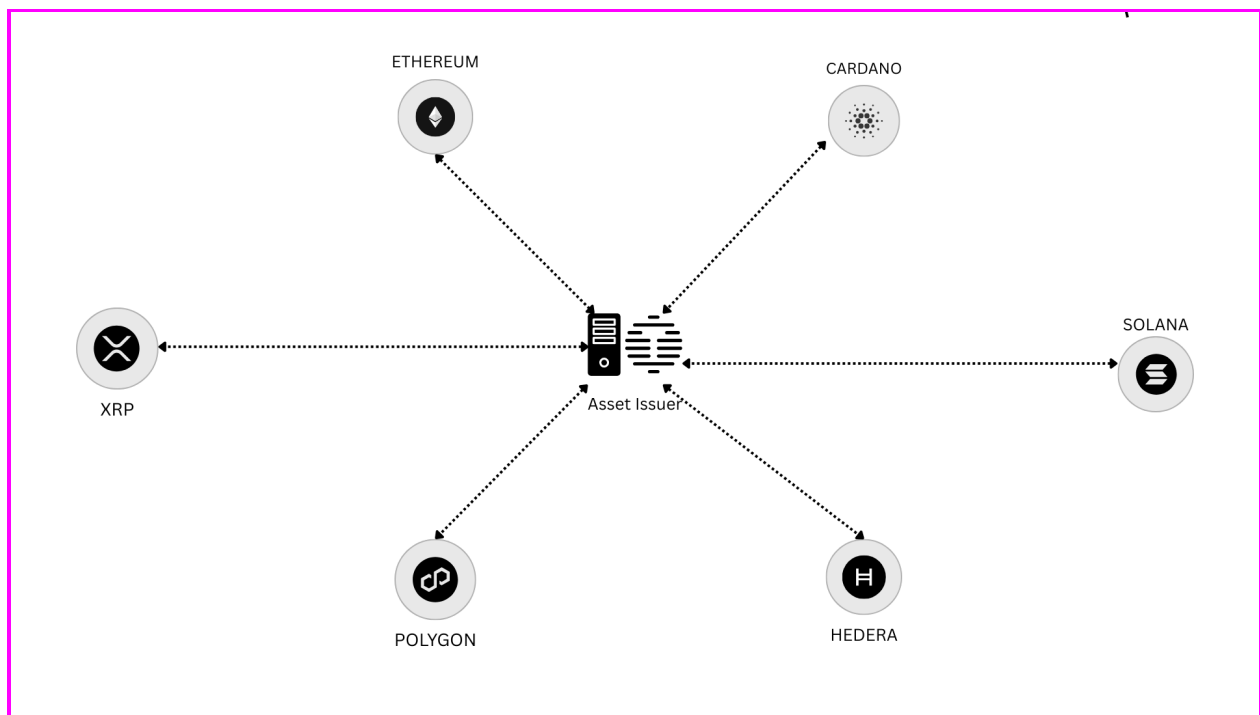 ETHEREUM
CARDANO
SOLANA
XRP
Asset Issuer
POLYGON
HEDERA